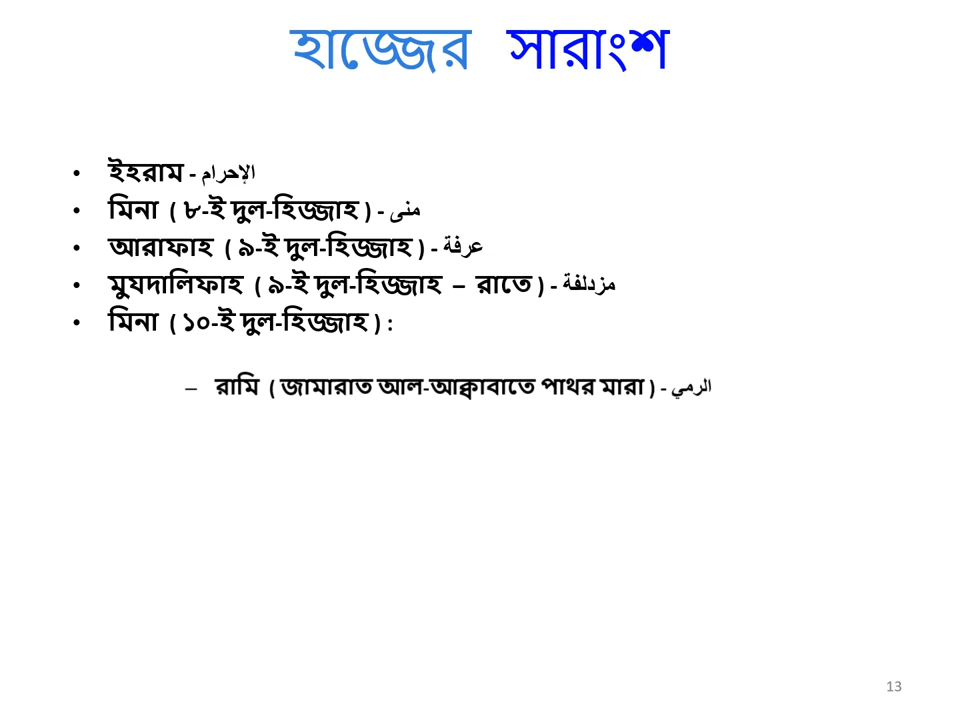 হাজ্জের সারাংশ
• ইহরাম - الإحرام
• মিনা ( ৮-ই দুল-হিজ্জাহ ) - منى
• আরাফাহ ( ৯-ই দুল-হিজ্জাহ ) - عرفة
• মুযদালিফাহ ( ৯-ই দুল-হিজ্জাহ – রাতে ) - مزدلفة
• মিনা ( ১০-ই দুল-হিজ্জাহ ) :
– রামি ( জামারাত আল-আক্বাবাতে পাথর মারা ) - الرمي
13